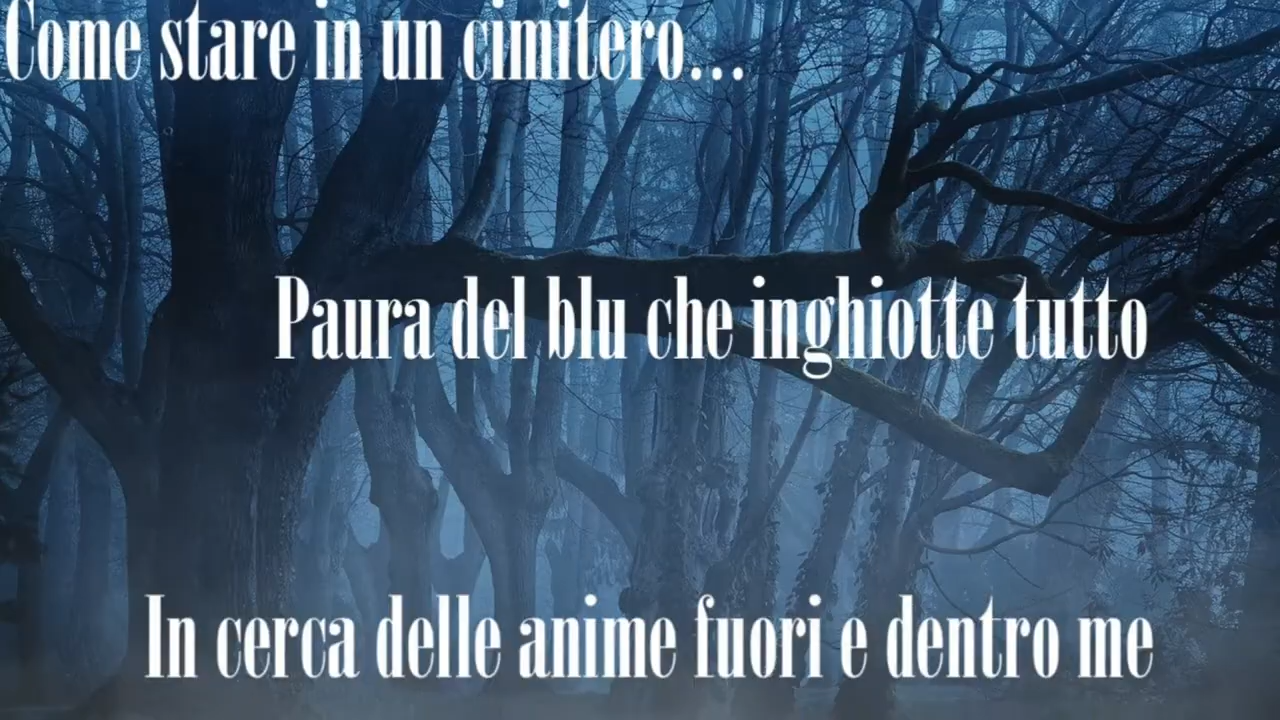 Come stare in un cimitero...
Paura del blu che inghiotte tutto
In cerca delle anime fuori e dentro me